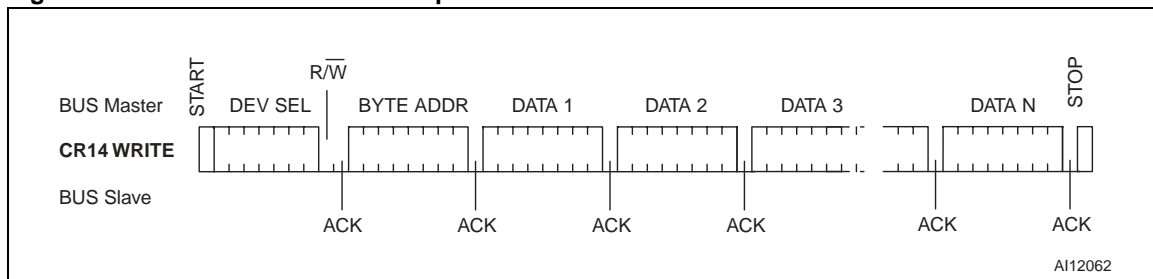 START
R/W̅
STOP
BUS Master
DEV SEL
BYTE ADDR
DATA 1
DATA 2
DATA 3
DATA N
CR14 WRITE
BUS Slave
ACK
ACK
ACK
ACK
ACK
ACK
AI12062